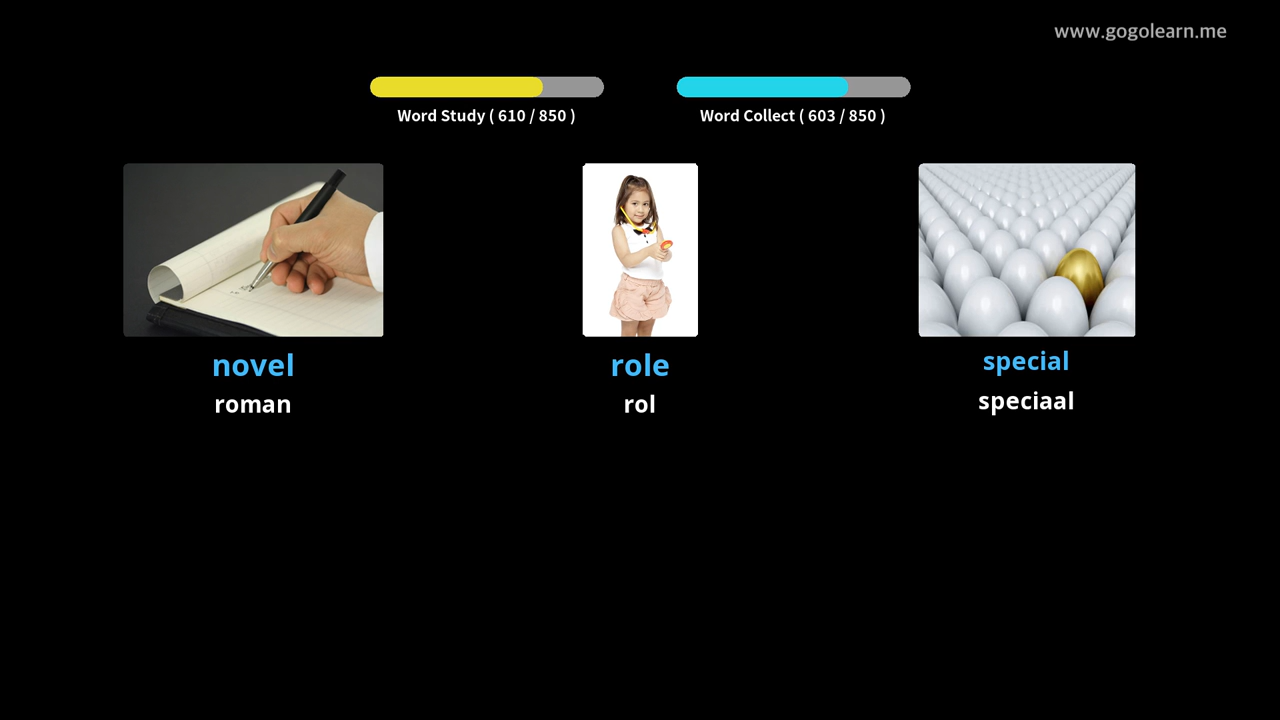 www.gogolearn.me
Word Study ( 610 / 850 )
Word Collect ( 603 / 850 )
novel
roman
role
rol
special
speciaal